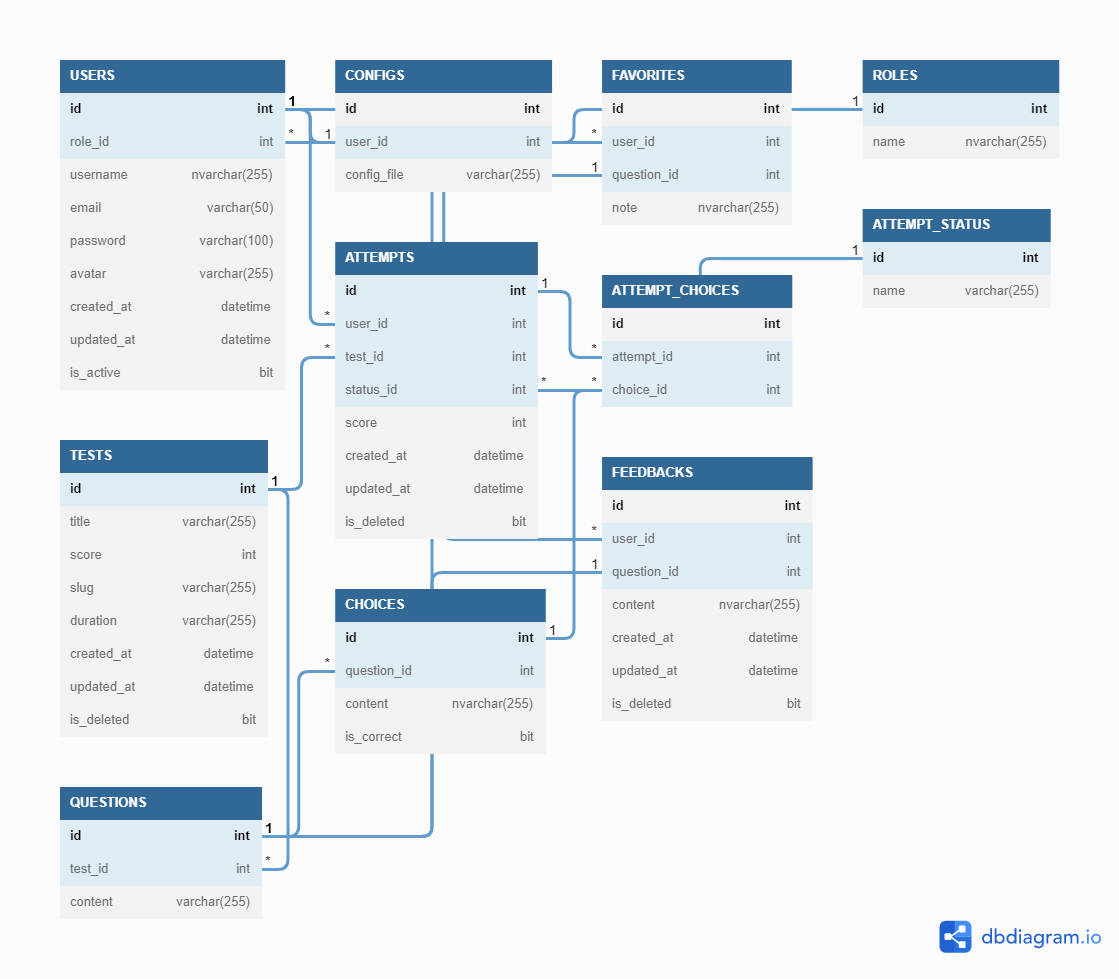 USERS
id int
role_id int
username nvarchar(255)
email varchar(50)
password varchar(100)
avatar varchar(255)
created_at datetime
updated_at datetime
is_active bit
1
*
CONFIGS
id int
1
user_id int
config_file varchar(255)
FAVORITES
id int
*
user_id int
1
question_id int
note nvarchar(255)
ROLES
1
id int
name nvarchar(255)
ATTEMPTS
id int
1
*
user_id int
*
test_id int
status_id int
*
score int
created_at datetime
updated_at datetime
is_deleted bit
ATTEMPT_CHOICES
id int
*
attempt_id int
*
choice_id int
ATTEMPT_STATUS
1
id int
name varchar(255)
TESTS
id int
1
title varchar(255)
score int
slug varchar(255)
duration varchar(255)
created_at datetime
updated_at datetime
is_deleted bit
CHOICES
id int
1
*
question_id int
content nvarchar(255)
is_correct bit
FEEDBACKS
id int
*
user_id int
1
question_id int
content nvarchar(255)
created_at datetime
updated_at datetime
is_deleted bit
QUESTIONS
id int
1
test_id int
*
content varchar(255)
dbdiagram.io